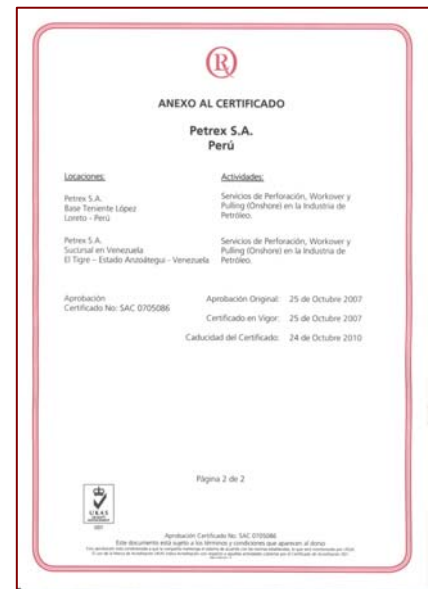 ANEXO AL CERTIFICADO
Petrex S.A.
Perú
Locaciones:
Actividades:
Petrex S.A.
Base Teniente López
Loreto - Perú
Servicios de Perforación, Workover y
Pulling (Onshore) en la Industria de
Petróleo.
Petrex S.A.
Sucursal en Venezuela
El Tigre – Estado Anzoátegui - Venezuela
Servicios de Perforación, Workover y
Pulling (Onshore) en la Industria de
Petróleo.
Aprobación
Certificado No: SAC 0705086
Aprobación Original: 25 de Octubre 2007
Certificado en Vigor: 25 de Octubre 2007
Caducidad del Certificado: 24 de Octubre 2010
Página 2 de 2
UKAS
001
Aprobación Certificado No. SAC 0705086
Este documento está sujeto a los términos y condiciones que aparecen al dorso